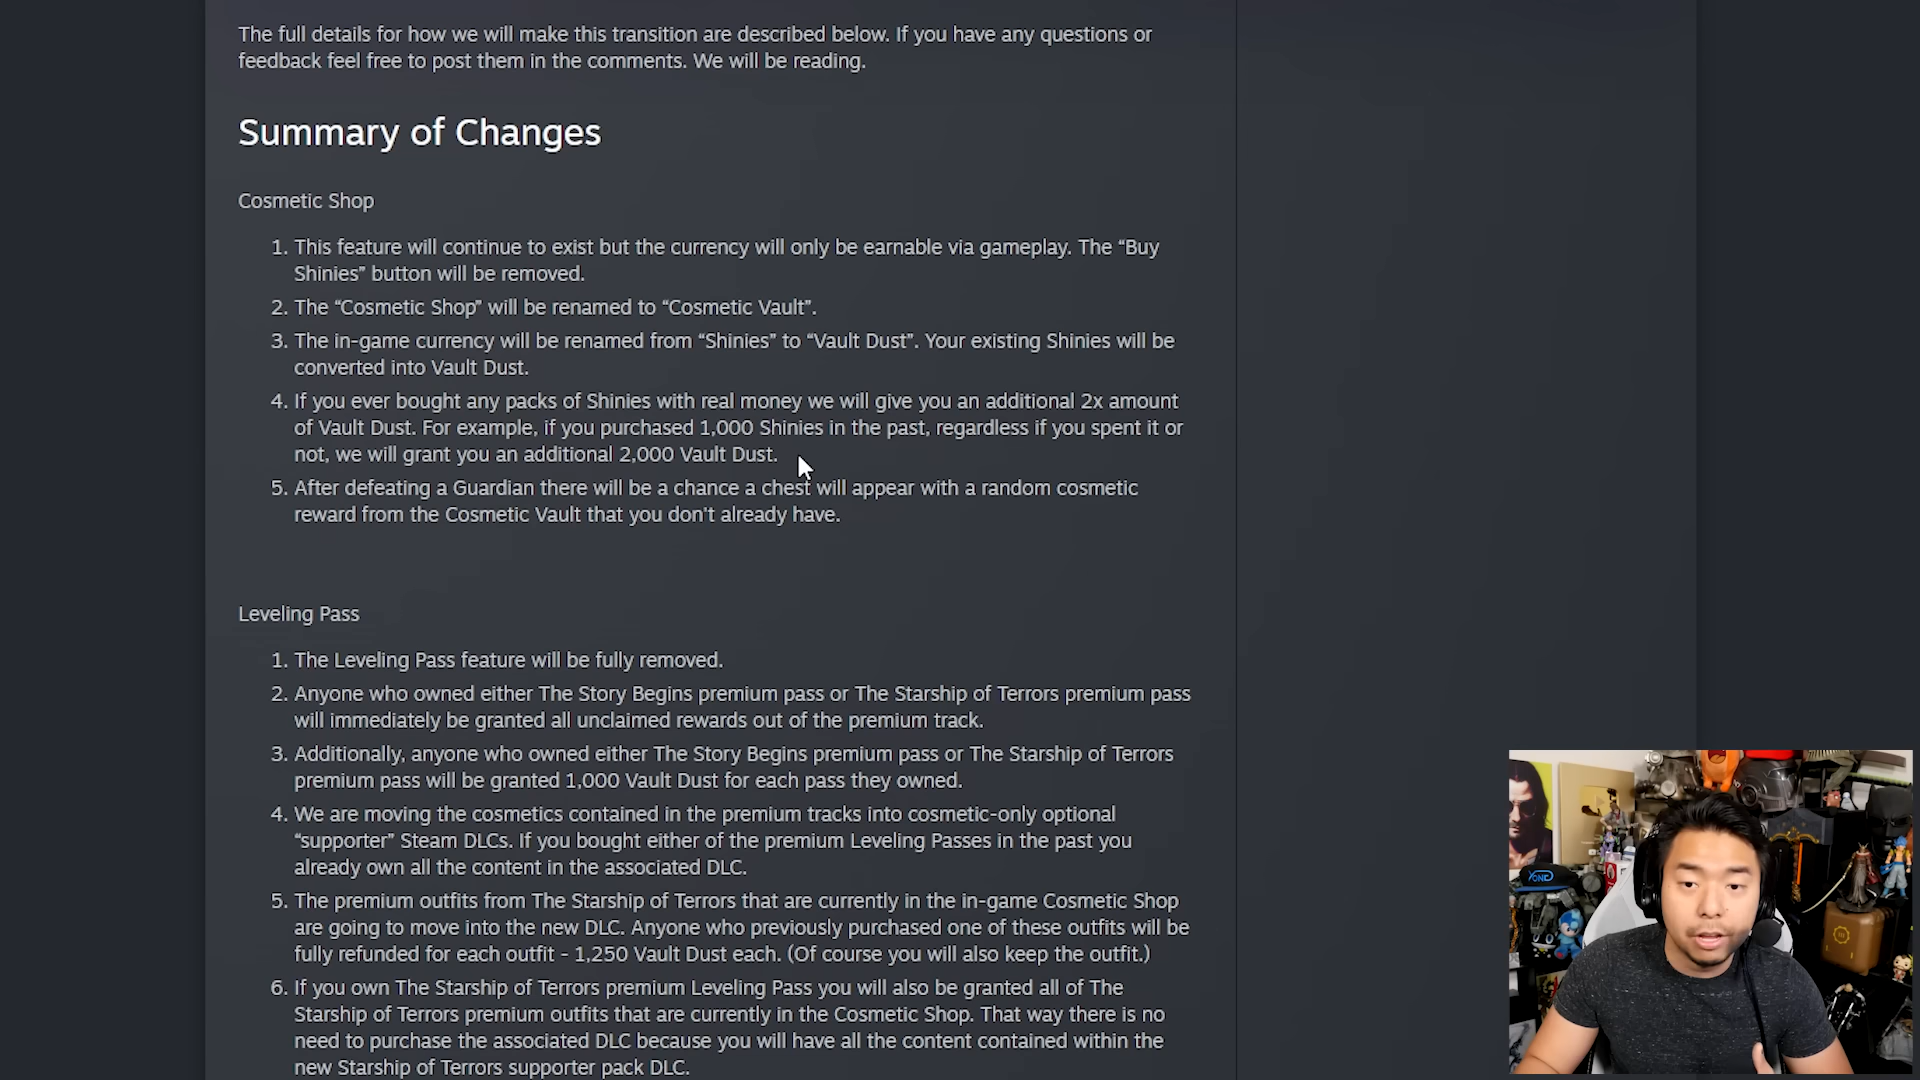 The full details for how we will make this transition are described below. If you have any questions or
feedback feel free to post them in the comments. We will be reading.
Summary of Changes
Cosmetic Shop
1. This feature will continue to exist but the currency will only be earnable via gameplay. The “Buy
Shinies” button will be removed.
2. The “Cosmetic Shop” will be renamed to “Cosmetic Vault”.
3. The in-game currency will be renamed from “Shinies” to “Vault Dust”. Your existing Shinies will be
converted into Vault Dust.
4. If you ever bought any packs of Shinies with real money we will give you an additional 2x amount
of Vault Dust. For example, if you purchased 1,000 Shinies in the past, regardless if you spent it or
not, we will grant you an additional 2,000 Vault Dust.
5. After defeating a Guardian there will be a chance a chest will appear with a random cosmetic
reward from the Cosmetic Vault that you don't already have.
Leveling Pass
1. The Leveling Pass feature will be fully removed.
2. Anyone who owned either The Story Begins premium pass or The Starship of Terrors premium pass
will immediately be granted all unclaimed rewards out of the premium track.
3. Additionally, anyone who owned either The Story Begins premium pass or The Starship of Terrors
premium pass will be granted 1,000 Vault Dust for each pass they owned.
4. We are moving the cosmetics contained in the premium tracks into cosmetic-only optional
“supporter” Steam DLCs. If you bought either of the premium Leveling Passes in the past you
already own all the content in the associated DLC.
5. The premium outfits from The Starship of Terrors that are currently in the in-game Cosmetic Shop
are going to move into the new DLC. Anyone who previously purchased one of these outfits will be
fully refunded for each outfit - 1,250 Vault Dust each. (Of course you will also keep the outfit.)
6. If you own The Starship of Terrors premium Leveling Pass you will also be granted all of The
Starship of Terrors premium outfits that are currently in the Cosmetic Shop. That way there is no
need to purchase the associated DLC because you will have all the content contained within the
new Starship of Terrors supporter pack DLC.